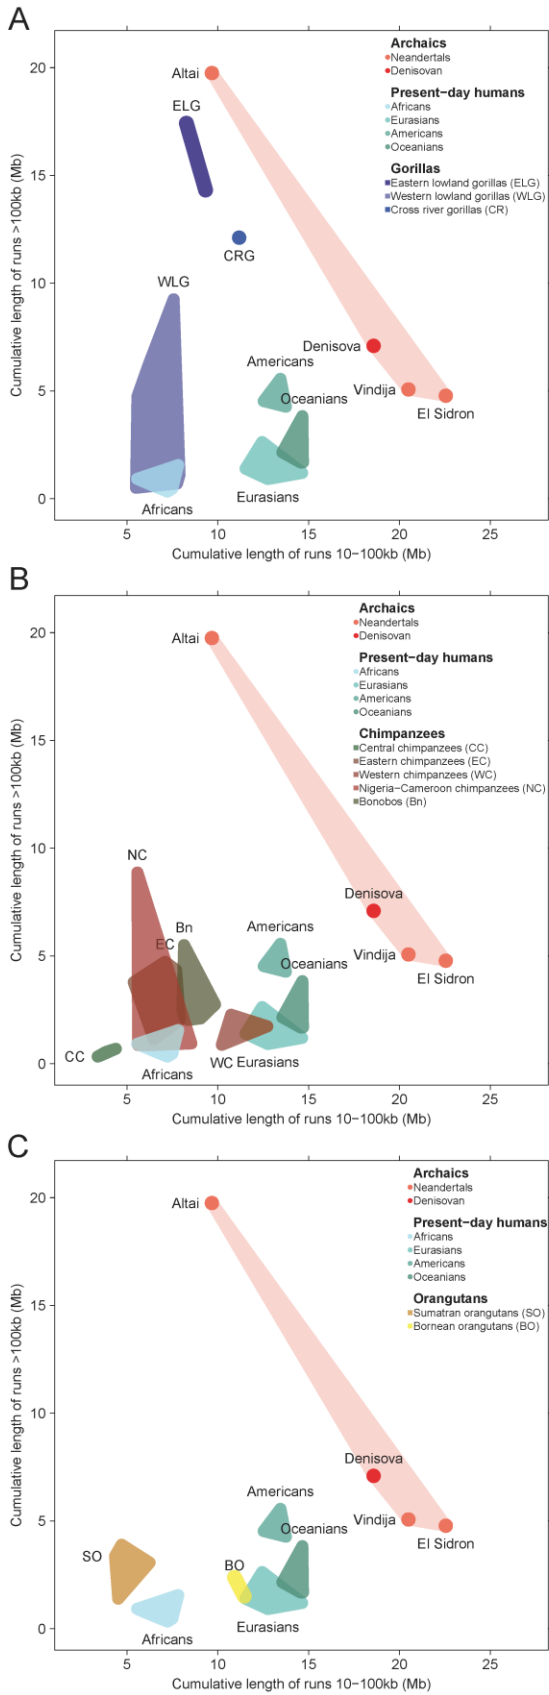 A
Archaics
Neandertals
Denisovan
Present-day humans
Africans
Eurasians
Americans
Oceanians
Gorillas
Eastern lowland gorillas (ELG)
Western lowland gorillas (WLG)
Cross river gorillas (CR)
Altai
ELG
CRG
WLG
Denisova
Americans
Oceanians
Vindija
El Sidron
Africans
Eurasians
20
15
10
5
0
Cumulative length of runs >100kb (Mb)
5 10 15 20 25
Cumulative length of runs 10-100kb (Mb)
B
Archaics
Neandertals
Denisovan
Present-day humans
Africans
Eurasians
Americans
Oceanians
Chimpanzees
Central chimpanzees (CC)
Eastern chimpanzees (EC)
Western chimpanzees (WC)
Nigeria-Cameroon chimpanzees (NC)
Bonobos (Bn)
Altai
NC
Denisova
Bn
EC
Americans
Oceanians
Vindija
El Sidron
CC
Africans
WC
Eurasians
20
15
10
5
0
Cumulative length of runs >100kb (Mb)
5 10 15 20 25
Cumulative length of runs 10-100kb (Mb)
C
Archaics
Neandertals
Denisovan
Present-day humans
Africans
Eurasians
Americans
Oceanians
Orangutans
Sumatran orangutans (SO)
Bornean orangutans (BO)
Altai
Denisova
Americans
Oceanians
Vindija
El Sidron
SO
BO
Africans
Eurasians
20
15
10
5
0
Cumulative length of runs >100kb (Mb)
5 10 15 20 25
Cumulative length of runs 10-100kb (Mb)